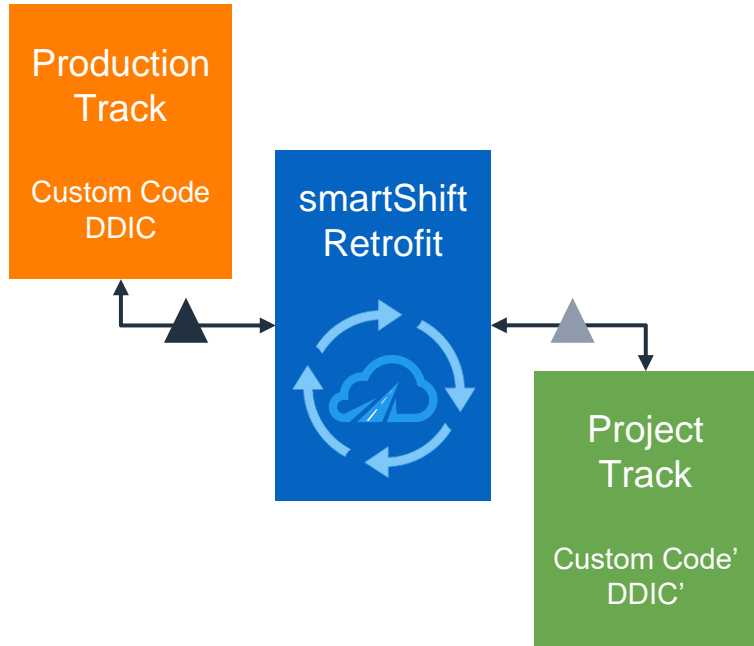 Production
Track
Custom Code
DDIC
smartShift
Retrofit
Project
Track
Custom Code’
DDIC’